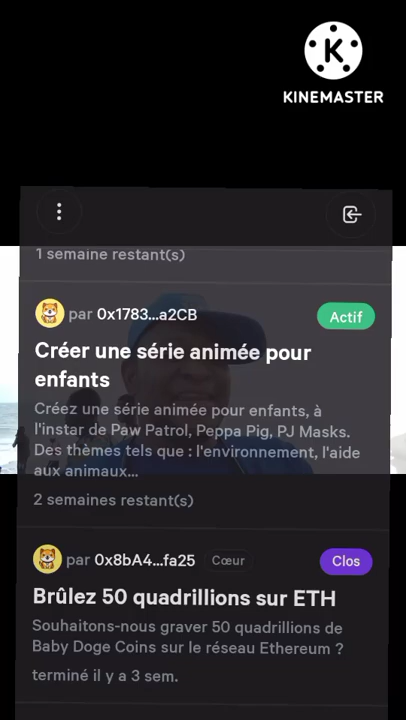 K
KINEMASTER
1 semaine restant(s)
par 0x1783...a2CB
Actif
Créer une série animée pour
enfants
Créez une série animée pour enfants, à
l'instar de Paw Patrol, Peppa Pig, PJ Masks.
Des thèmes tels que : l'environnement, l'aide
aux animaux...
2 semaines restant(s)
par 0x8bA4...fa25 Cœur
Clos
Brûlez 50 quadrillions sur ETH
Souhaitons-nous graver 50 quadrillions de
Baby Doge Coins sur le réseau Ethereum ?
terminé il y a 3 sem.